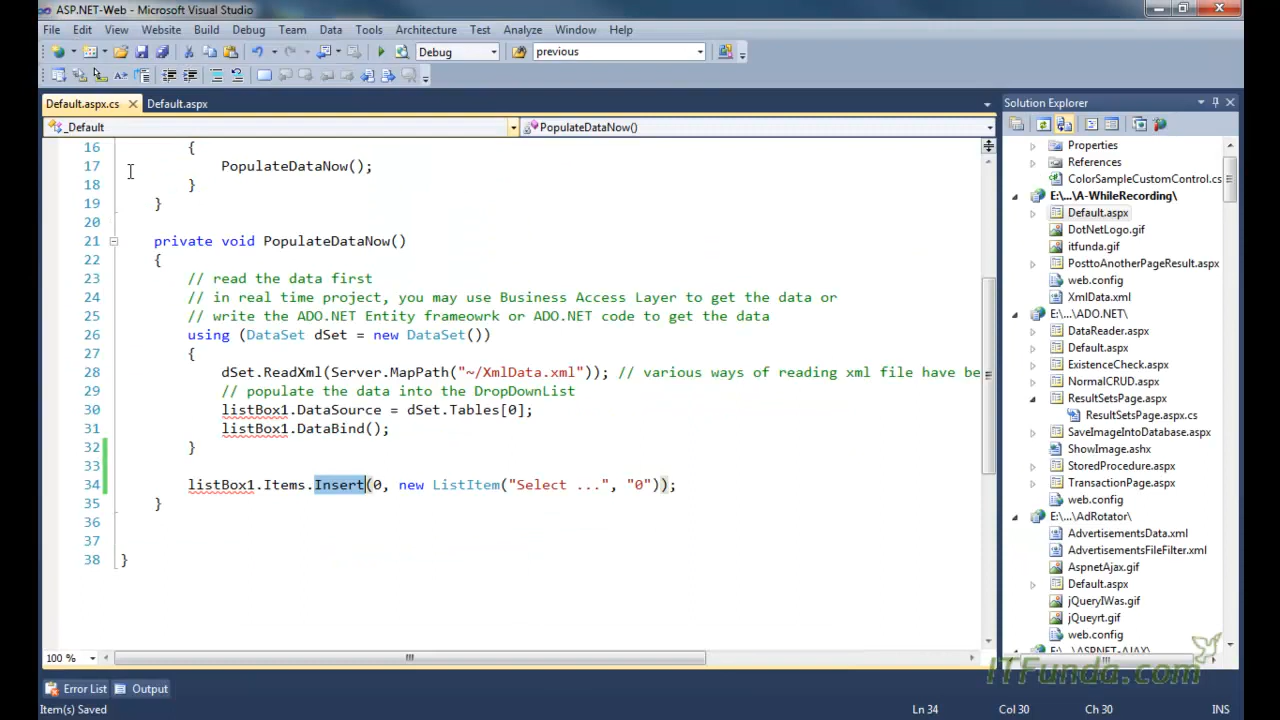 ASP.NET-Web - Microsoft Visual Studio
File Edit View Website Build Debug Team Data Tools Architecture Test Analyze Window Help
Debug previous
Default.aspx.cs Default.aspx
_Default PopulateDataNow()
16 {
17 PopulateDataNow();
18 }
19 }
20
21 private void PopulateDataNow()
22 {
23 // read the data first
24 // in real time project, you may use Business Access Layer to get the data or
25 // write the ADO.NET Entity frameowrk or ADO.NET code to get the data
26 using (DataSet dSet = new DataSet())
27 {
28 dSet.ReadXml(Server.MapPath("~/XmlData.xml")); // various ways of reading xml file have be
29 // populate the data into the DropDownList
30 listBox1.DataSource = dSet.Tables[0];
31 listBox1.DataBind();
32 }
33
34 listBox1.Items.Insert(0, new ListItem("Select ...", "0"));
35 }
36
37
38 }
100 %
Solution Explorer
Properties
References
ColorSampleCustomControl.cs
E:\...\A-WhileRecording\
Default.aspx
DotNetLogo.gif
itfunda.gif
PosttoAnotherPageResult.aspx
web.config
XmlData.xml
E:\...\ADO.NET\
DataReader.aspx
Default.aspx
ExistenceCheck.aspx
NormalCRUD.aspx
ResultSetsPage.aspx
ResultSetsPage.aspx.cs
SaveImageIntoDatabase.aspx
ShowImage.ashx
StoredProcedure.aspx
TransactionPage.aspx
E:\...\AdRotator\
AdvertisementsData.xml
AdvertisementsFileFilter.xml
AspnetAjax.gif
Default.aspx
jQueryIWas.gif
jQueyrt.gif
web.config
E:\...\ASP.NET-AJAX\
ITFunda.com
Error List Output
Item(s) Saved Ln 34 Col 30 Ch 30 INS